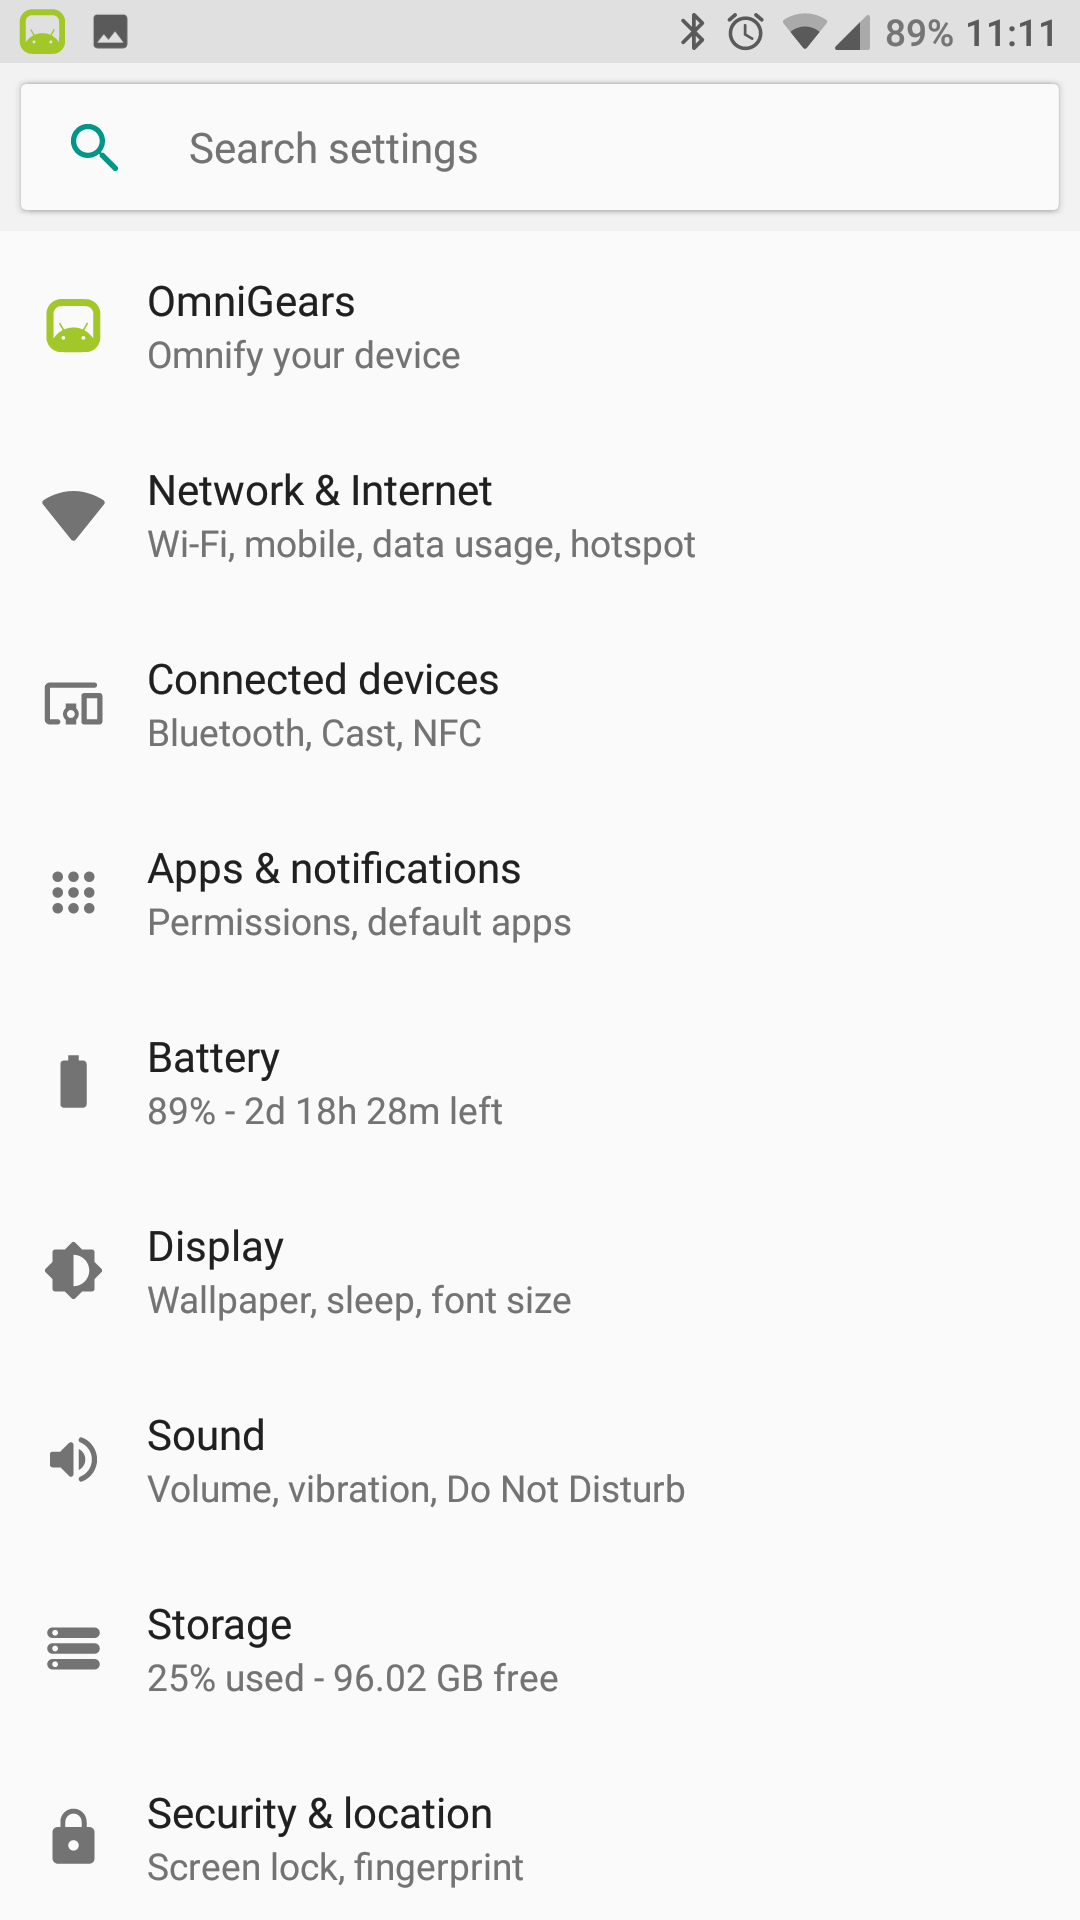 89% 11:11
Search settings
OmniGears
Omnify your device
Network & Internet
Wi-Fi, mobile, data usage, hotspot
Connected devices
Bluetooth, Cast, NFC
Apps & notifications
Permissions, default apps
Battery
89% - 2d 18h 28m left
Display
Wallpaper, sleep, font size
Sound
Volume, vibration, Do Not Disturb
Storage
25% used - 96.02 GB free
Security & location
Screen lock, fingerprint